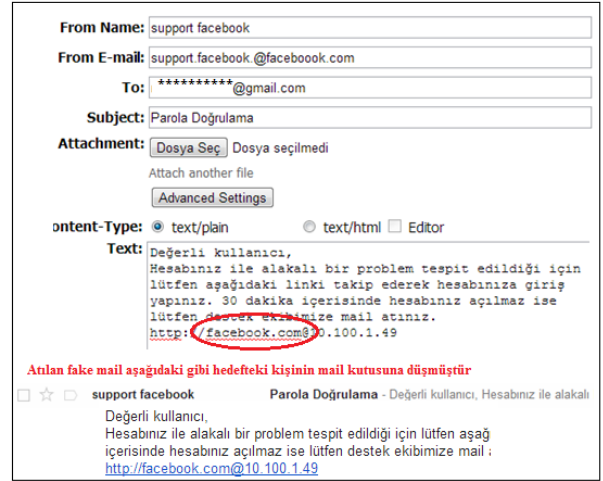 From Name: support facebook
From E-mail: support.facebook.@faceboook.com
To: **********@gmail.com
Subject: Parola Doğrulama
Attachment: Dosya Seç Dosya seçilmedi
Attach another file
Advanced Settings
ontent-Type: text/plain text/html Editor
Text: Değerli kullanıcı,
Hesabınız ile alakalı bir problem tespit edildiği için
lütfen aşağıdaki linki takip ederek hesabınıza giriş
yapınız. 30 dakika içerisinde hesabınız açılmaz ise
lütfen destek ekibimize mail atınız.
http://facebook.com@10.100.1.49
Atılan fake mail aşağıdaki gibi hedefteki kişinin mail kutusuna düşmüştür
support facebook Parola Doğrulama - Değerli kullanıcı, Hesabınız ile alakalı
Değerli kullanıcı,
Hesabınız ile alakalı bir problem tespit edildiği için lütfen aşağ
içerisinde hesabınız açılmaz ise lütfen destek ekibimize mail
http://facebook.com@10.100.1.49